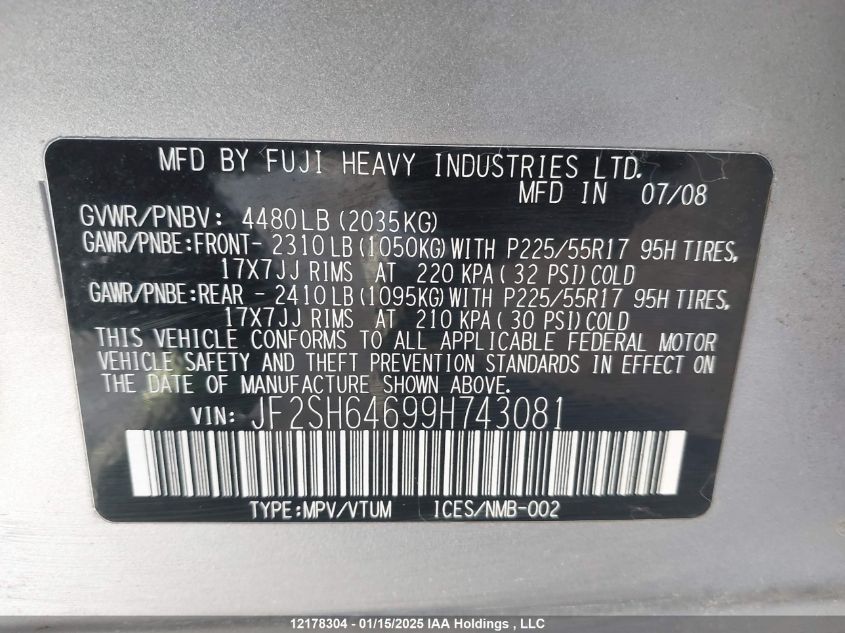 MFD BY FUJI HEAVY INDUSTRIES LTD.
MFD IN 07/08
GVWR/PNBV: 4480LB(2035KG)
GAWR/PNBE:FRONT- 2310LB(1050KG)WITH P225/55R17 95H TIRES,
17X7JJ RIMS AT 220 KPA( 32 PSI)COLD
GAWR/PNBE:REAR - 2410LB(1095KG)WITH P225/55R17 95H TIRES,
17X7JJ RIMS AT 210 KPA( 30 PSI)COLD
THIS VEHICLE CONFORMS TO ALL APPLICABLE FEDERAL MOTOR
VEHICLE SAFETY AND THEFT PREVENTION STANDARDS IN EFFECT ON
THE DATE OF MANUFACTURE SHOWN ABOVE.
VIN: JF2SH64699H743081
TYPE:MPV/VTUM ICES/NMB-002
12178304 - 01/15/2025 IAA Holdings , LLC